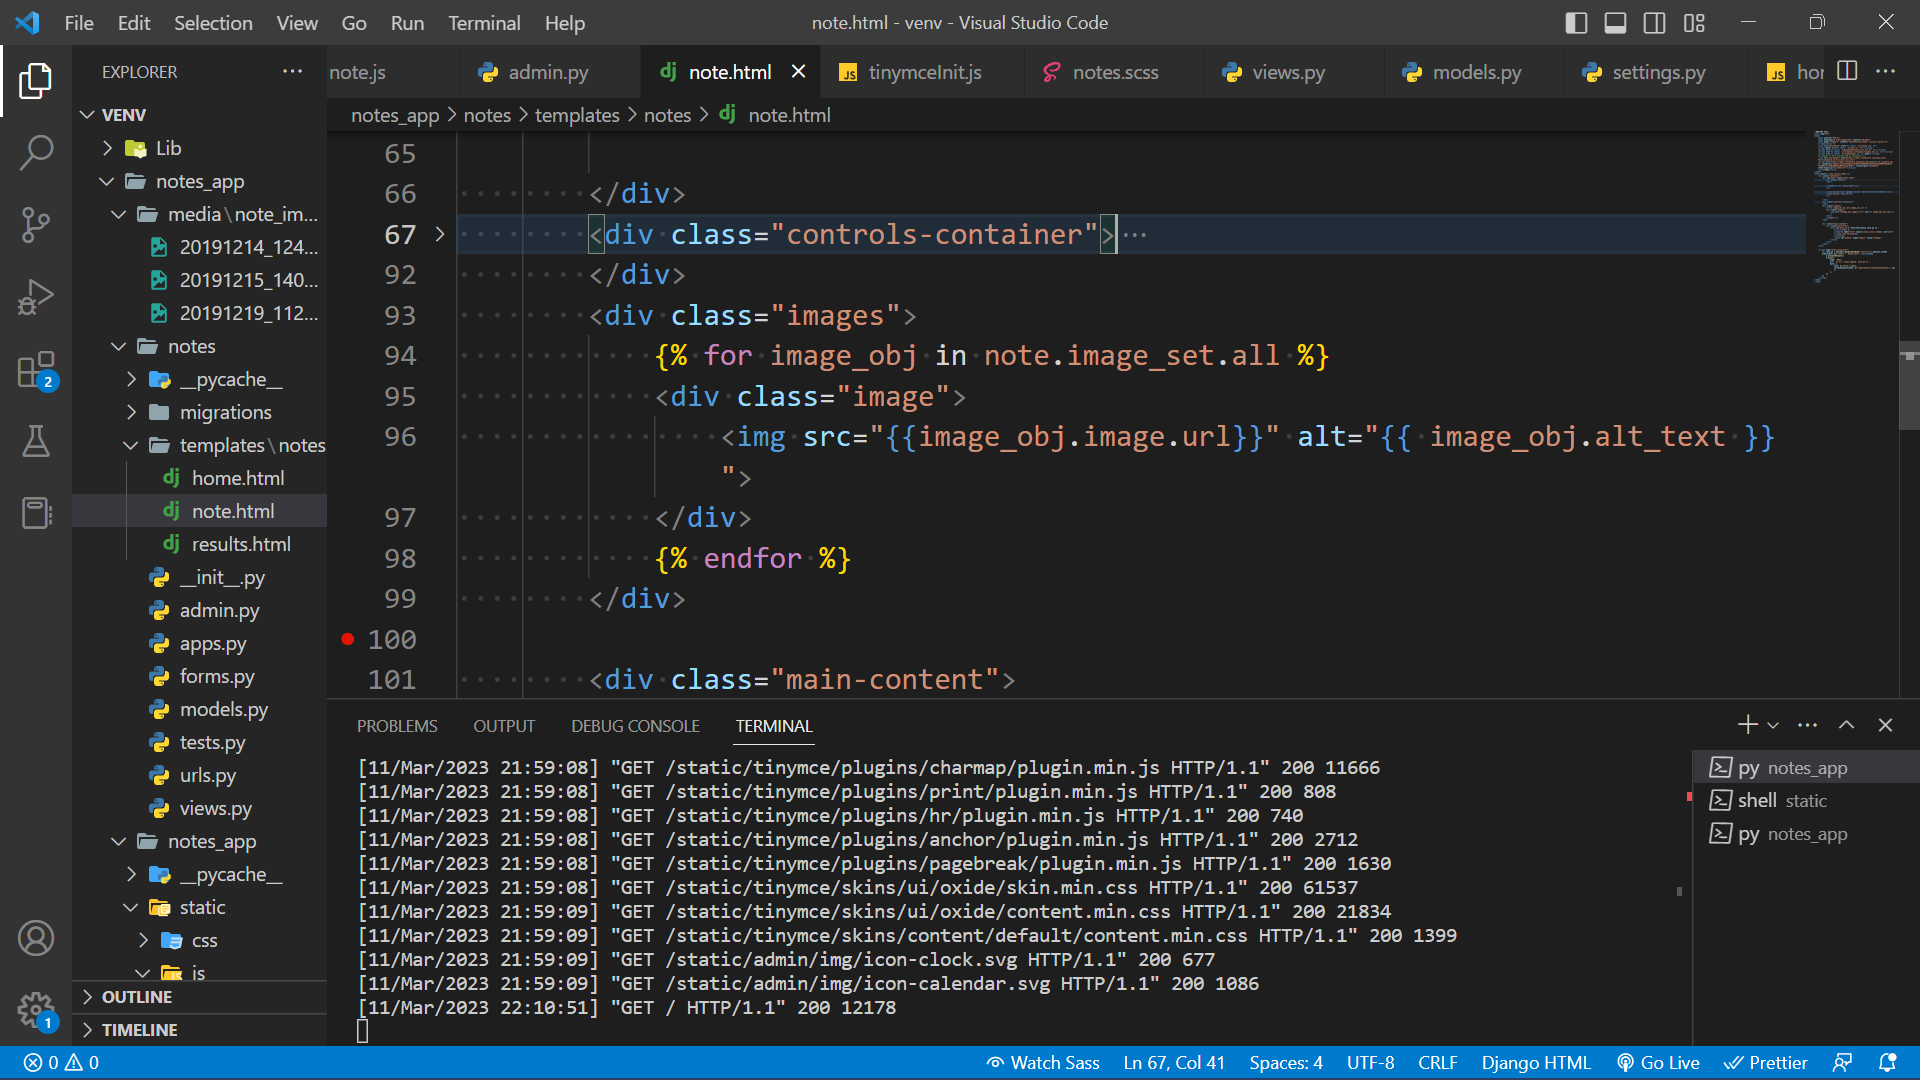 File Edit Selection View Go Run Terminal Help
note.html - venv - Visual Studio Code
EXPLORER
note.js
admin.py
note.html
tinymceInit.js
notes.scss
views.py
models.py
settings.py
hor
notes_app > notes > templates > notes > note.html
VENV
Lib
notes_app
media\note_im...
20191214_124...
20191215_140...
20191219_112...
notes
__pycache__
migrations
templates\notes
home.html
note.html
results.html
__init__.py
admin.py
apps.py
forms.py
models.py
tests.py
urls.py
views.py
notes_app
__pycache__
static
css
js
OUTLINE
TIMELINE
2
1
65
66 </div>
67 <div class="controls-container">...
92 </div>
93 <div class="images">
94 {% for image_obj in note.image_set.all %}
95 <div class="image">
96 <img src="{{image_obj.image.url}}" alt="{{ image_obj.alt_text }}
">
97 </div>
98 {% endfor %}
99 </div>
100
101 <div class="main-content">
PROBLEMS OUTPUT DEBUG CONSOLE TERMINAL
[11/Mar/2023 21:59:08] "GET /static/tinymce/plugins/charmap/plugin.min.js HTTP/1.1" 200 11666
[11/Mar/2023 21:59:08] "GET /static/tinymce/plugins/print/plugin.min.js HTTP/1.1" 200 808
[11/Mar/2023 21:59:08] "GET /static/tinymce/plugins/hr/plugin.min.js HTTP/1.1" 200 740
[11/Mar/2023 21:59:08] "GET /static/tinymce/plugins/anchor/plugin.min.js HTTP/1.1" 200 2712
[11/Mar/2023 21:59:08] "GET /static/tinymce/plugins/pagebreak/plugin.min.js HTTP/1.1" 200 1630
[11/Mar/2023 21:59:08] "GET /static/tinymce/skins/ui/oxide/skin.min.css HTTP/1.1" 200 61537
[11/Mar/2023 21:59:09] "GET /static/tinymce/skins/ui/oxide/content.min.css HTTP/1.1" 200 21834
[11/Mar/2023 21:59:09] "GET /static/tinymce/skins/content/default/content.min.css HTTP/1.1" 200 1399
[11/Mar/2023 21:59:09] "GET /static/admin/img/icon-clock.svg HTTP/1.1" 200 677
[11/Mar/2023 21:59:09] "GET /static/admin/img/icon-calendar.svg HTTP/1.1" 200 1086
[11/Mar/2023 22:10:51] "GET / HTTP/1.1" 200 12178
py notes_app
shell static
py notes_app
0 0
Watch Sass
Ln 67, Col 41
Spaces: 4
UTF-8
CRLF
Django HTML
Go Live
Prettier